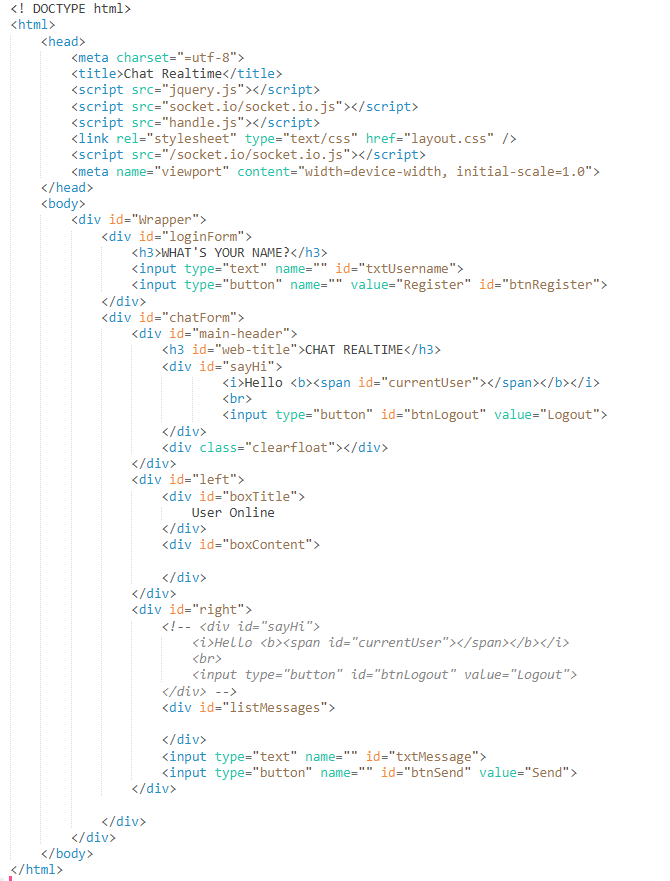 <! DOCTYPE html>
<html>
<head>
<meta charset="=utf-8">
<title>Chat Realtime</title>
<script src="jquery.js"></script>
<script src="socket.io/socket.io.js"></script>
<script src="handle.js"></script>
<link rel="stylesheet" type="text/css" href="layout.css" />
<script src="/socket.io/socket.io.js"></script>
<meta name="viewport" content="width=device-width, initial-scale=1.0">
</head>
<body>
<div id="Wrapper">
<div id="loginForm">
<h3>WHAT'S YOUR NAME?</h3>
<input type="text" name="" id="txtUsername">
<input type="button" name="" value="Register" id="btnRegister">
</div>
<div id="chatForm">
<div id="main-header">
<h3 id="web-title">CHAT REALTIME</h3>
<div id="sayHi">
<i>Hello <b><span id="currentUser"></span></b></i>
<br>
<input type="button" id="btnLogout" value="Logout">
</div>
<div class="clearfloat"></div>
</div>
<div id="left">
<div id="boxTitle">
User Online
</div>
<div id="boxContent">
</div>
</div>
<div id="right">
<!-- <div id="sayHi">
<i>Hello <b><span id="currentUser"></span></b></i>
<br>
<input type="button" id="btnLogout" value="Logout">
</div> -->
<div id="listMessages">
</div>
<input type="text" name="" id="txtMessage">
<input type="button" name="" id="btnSend" value="Send">
</div>
</div>
</div>
</body>
</html>